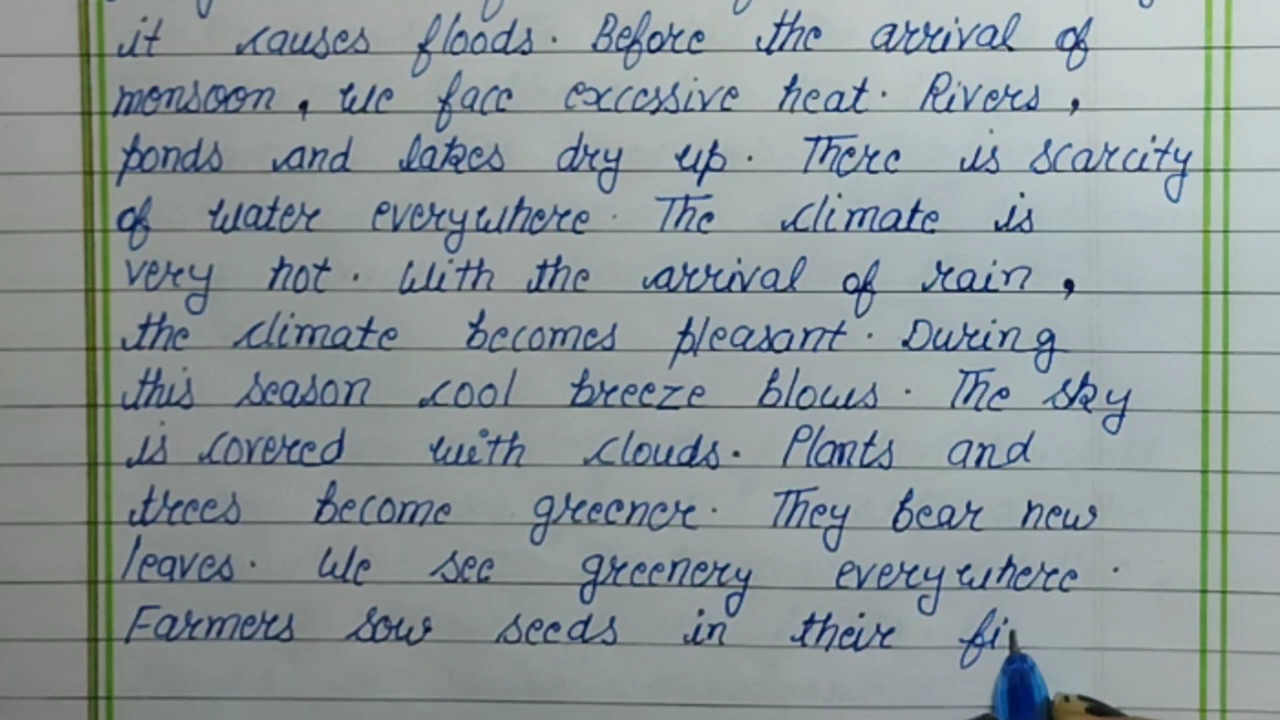 it causes floods. Before the arrival of
monsoon, we face excessive heat. Rivers,
ponds and lakes dry up. There is scarcity
of water everywhere. The climate is
very hot. With the arrival of rain,
the climate becomes pleasant. During
this season cool breeze blows. The sky
is covered with clouds. Plants and
trees become greener. They bear new
leaves. We see greenery everywhere.
Farmers sow seeds in their fi